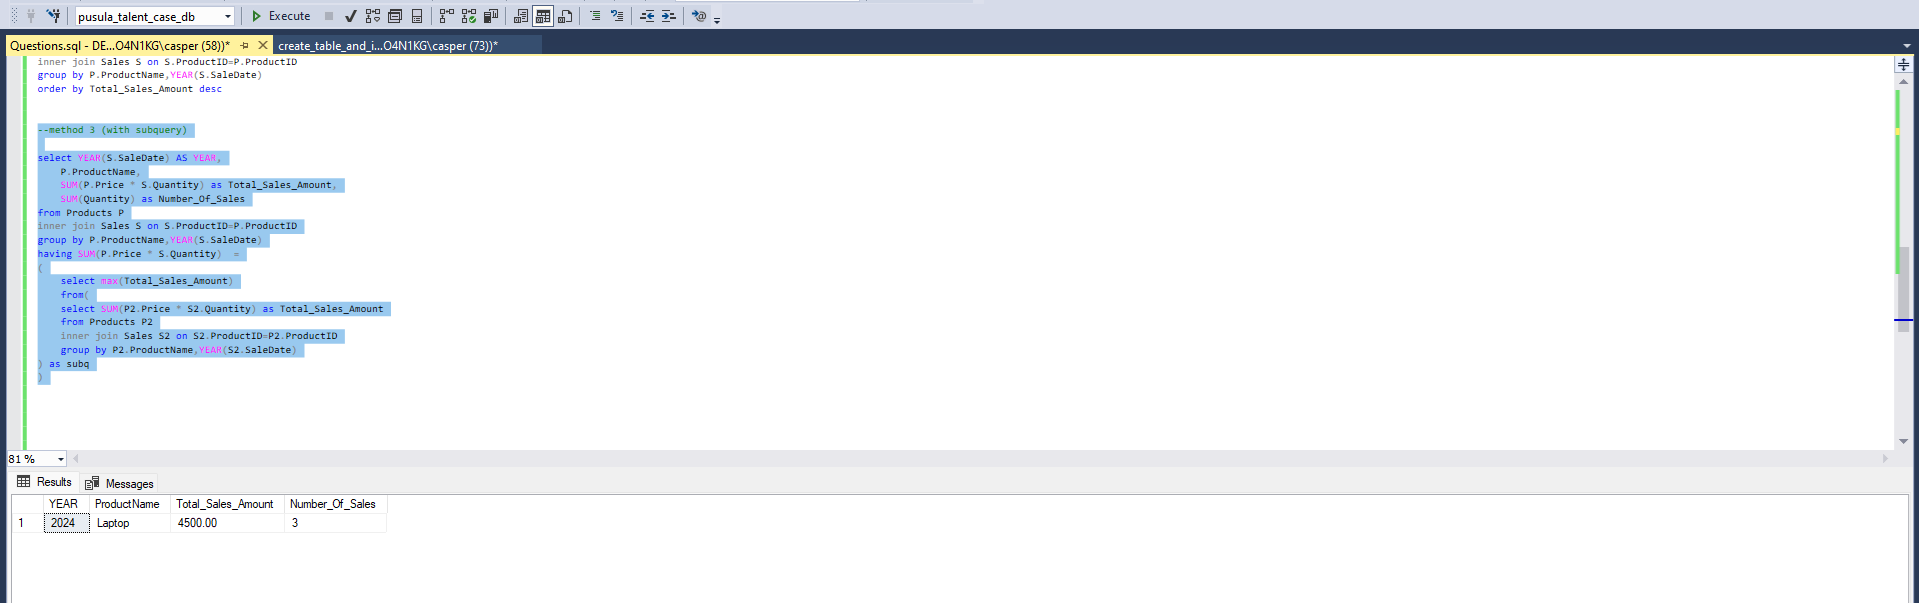 pusula_talent_case_db Execute
Questions.sql - DE...O4N1KG\casper (58))* create_table_and_i...O4N1KG\casper (73))*
inner join Sales S on S.ProductID=P.ProductID
group by P.ProductName,YEAR(S.SaleDate)
order by Total_Sales_Amount desc
--method 3 (with subquery)
select YEAR(S.SaleDate) AS YEAR,
P.ProductName,
SUM(P.Price * S.Quantity) as Total_Sales_Amount,
SUM(Quantity) as Number_Of_Sales
from Products P
inner join Sales S on S.ProductID=P.ProductID
group by P.ProductName,YEAR(S.SaleDate)
having SUM(P.Price * S.Quantity) =
(
select max(Total_Sales_Amount)
from(
select SUM(P2.Price * S2.Quantity) as Total_Sales_Amount
from Products P2
inner join Sales S2 on S2.ProductID=P2.ProductID
group by P2.ProductName,YEAR(S2.SaleDate)
) as subq
)
81 %
Results Messages
YEAR ProductName Total_Sales_Amount Number_Of_Sales
1 2024 Laptop 4500.00 3